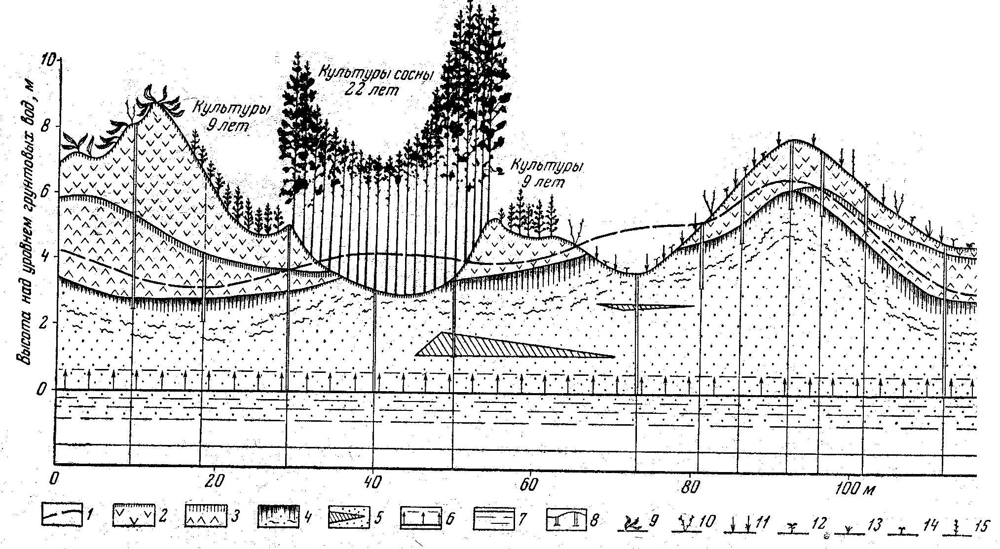 Высота над уровнем грунтовых вод, м
10
8
6
4
2
0
Культуры
9 лет
Культуры сосны
22 лет
Культуры
9 лет
0 20 40 60 80 100 м
1 2 3 4 5 6 7 8 9 10 11 12 13 14 15